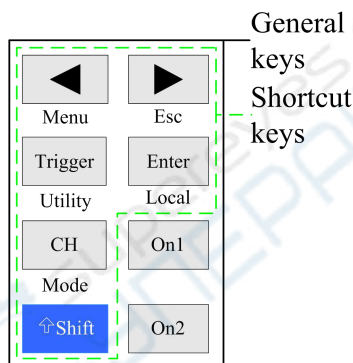 General
keys
◀ ▶
Menu Esc
Shortcut
keys
Trigger Enter
Utility Local
CH On1
Mode
⇧Shift On2